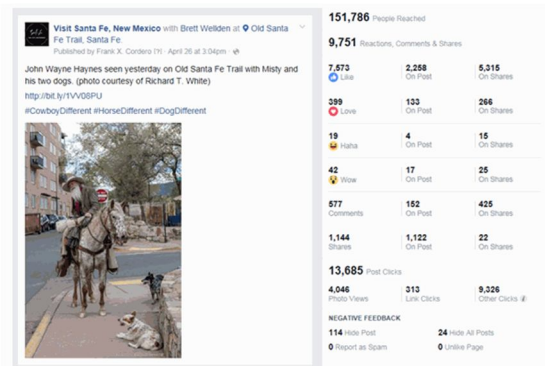 Visit Santa Fe, New Mexico with Brett Wellden at Old Santa
Fe Trail, Santa Fe.
Published by Frank X. Cordero [?] · April 26 at 3:04pm ·
John Wayne Haynes seen yesterday on Old Santa Fe Trail with Misty and
his two dogs. (photo courtesy of Richard T. White)
http://bit.ly/1VV06PU
#CowboyDifferent #HorseDifferent #DogDifferent
151,786 People Reached
9,751 Reactions, Comments & Shares
7,573 2,258 5,315
Like On Post On Shares
399 133 266
Love On Post On Shares
19 4 15
Haha On Post On Shares
42 17 25
Wow On Post On Shares
577 152 425
Comments On Post On Shares
1,144 1,122 22
Shares On Post On Shares
13,685 Post Clicks
4,046 313 9,326
Photo Views Link Clicks Other Clicks
NEGATIVE FEEDBACK
114 Hide Post 24 Hide All Posts
0 Report as Spam 0 Unlike Page